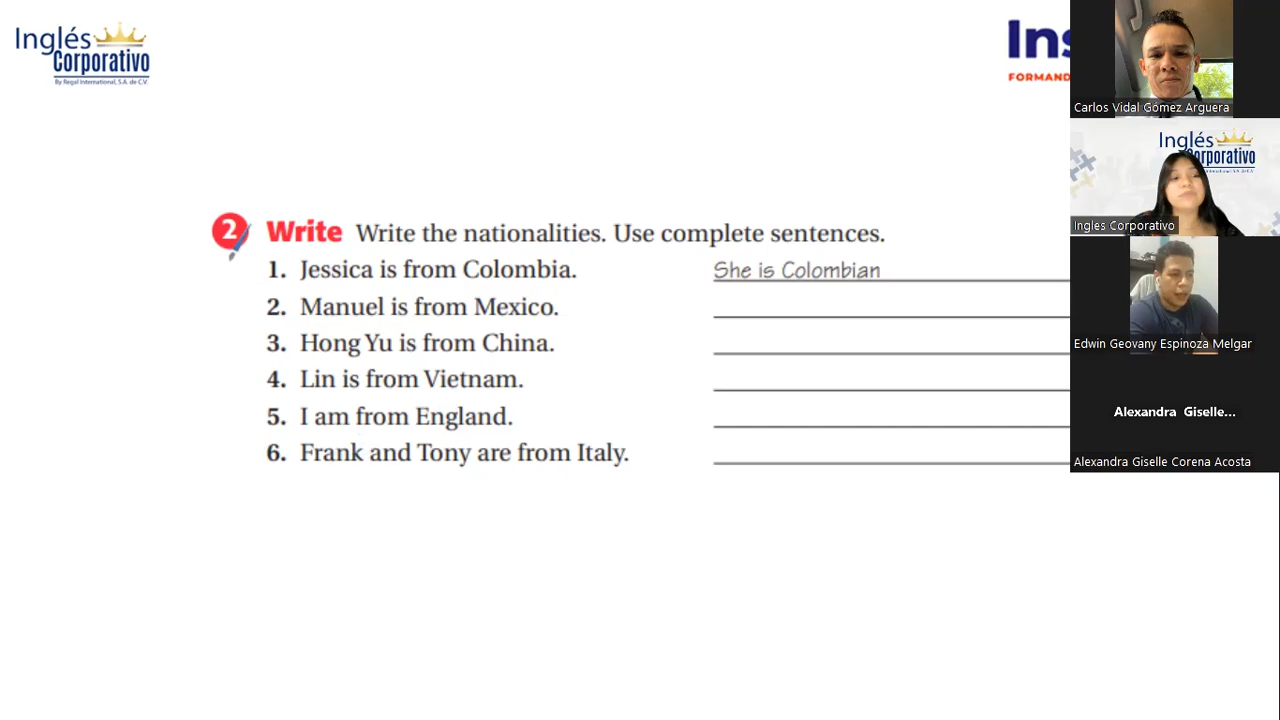 Inglés
Corporativo
By Regal International, S.A. de C.V.
Ins
FORMAND
2 Write Write the nationalities. Use complete sentences.
1. Jessica is from Colombia. She is Colombian
2. Manuel is from Mexico.
3. Hong Yu is from China.
4. Lin is from Vietnam.
5. I am from England.
6. Frank and Tony are from Italy.
Carlos Vidal Gómez Arguera
Inglés
Corporativo
Ingles Corporativo
Edwin Geovany Espinoza Melgar
Alexandra Giselle...
Alexandra Giselle Corena Acosta